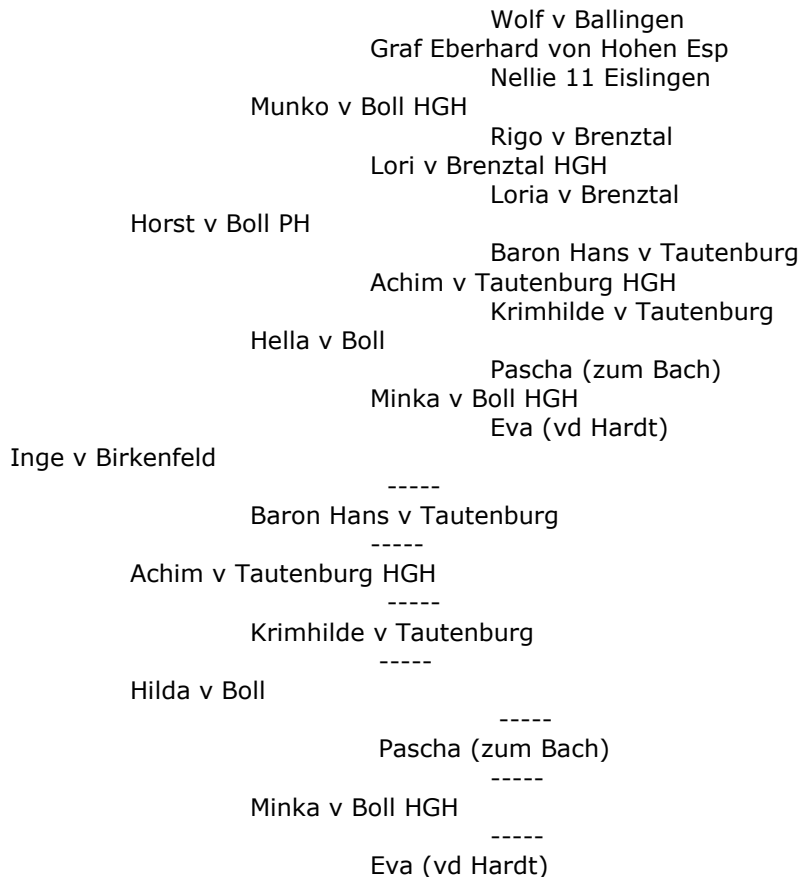 Wolf v Ballingen
Graf Eberhard von Hohen Esp
Nellie 11 Eislingen
Munko v Boll HGH
Rigo v Brenztal
Lori v Brenztal HGH
Loria v Brenztal
Horst v Boll PH
Baron Hans v Tautenburg
Achim v Tautenburg HGH
Krimhilde v Tautenburg
Hella v Boll
Pascha (zum Bach)
Minka v Boll HGH
Eva (vd Hardt)
Inge v Birkenfeld
-----
Baron Hans v Tautenburg
-----
Achim v Tautenburg HGH
-----
Krimhilde v Tautenburg
-----
Hilda v Boll
-----
Pascha (zum Bach)
-----
Minka v Boll HGH
-----
Eva (vd Hardt)